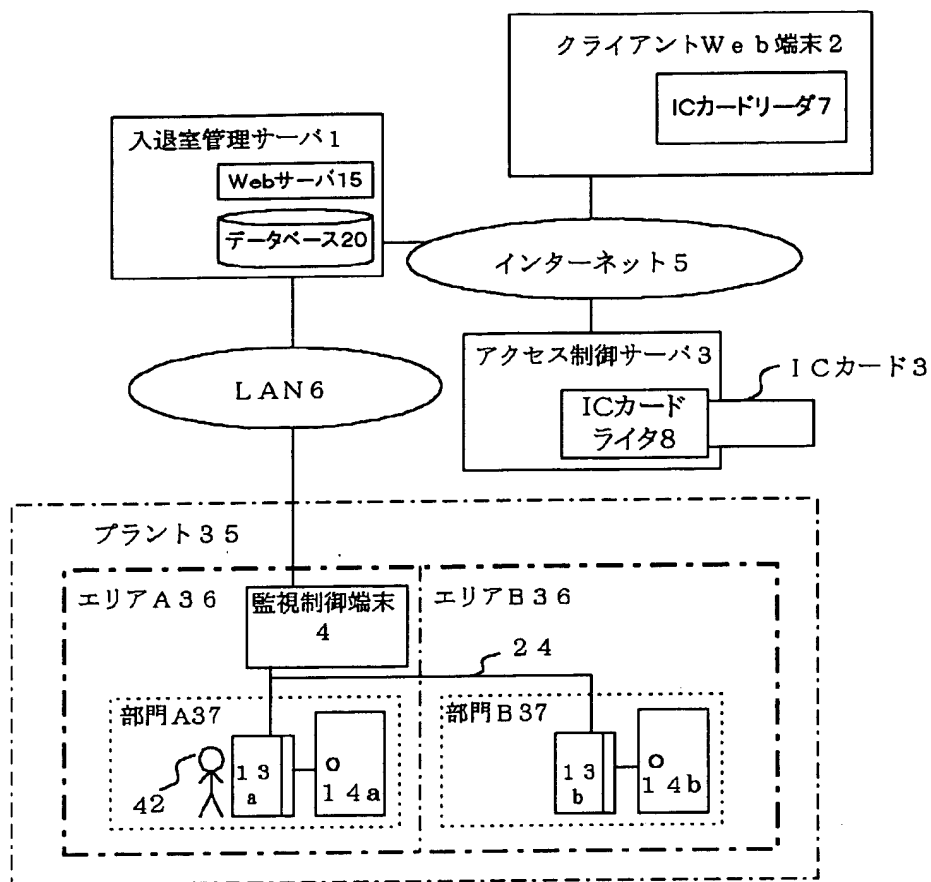 クライアントWeb端末2
ICカードリーダ7
入退室管理サーバ1
Webサーバ15
データベース20
インターネット5
アクセス制御サーバ3
ICカード3
ICカード
ライタ8
LAN6
プラント35
エリアA36
監視制御端末
4
エリアB36
24
部門A37
部門B37
13
a
14a
42
13
b
14b